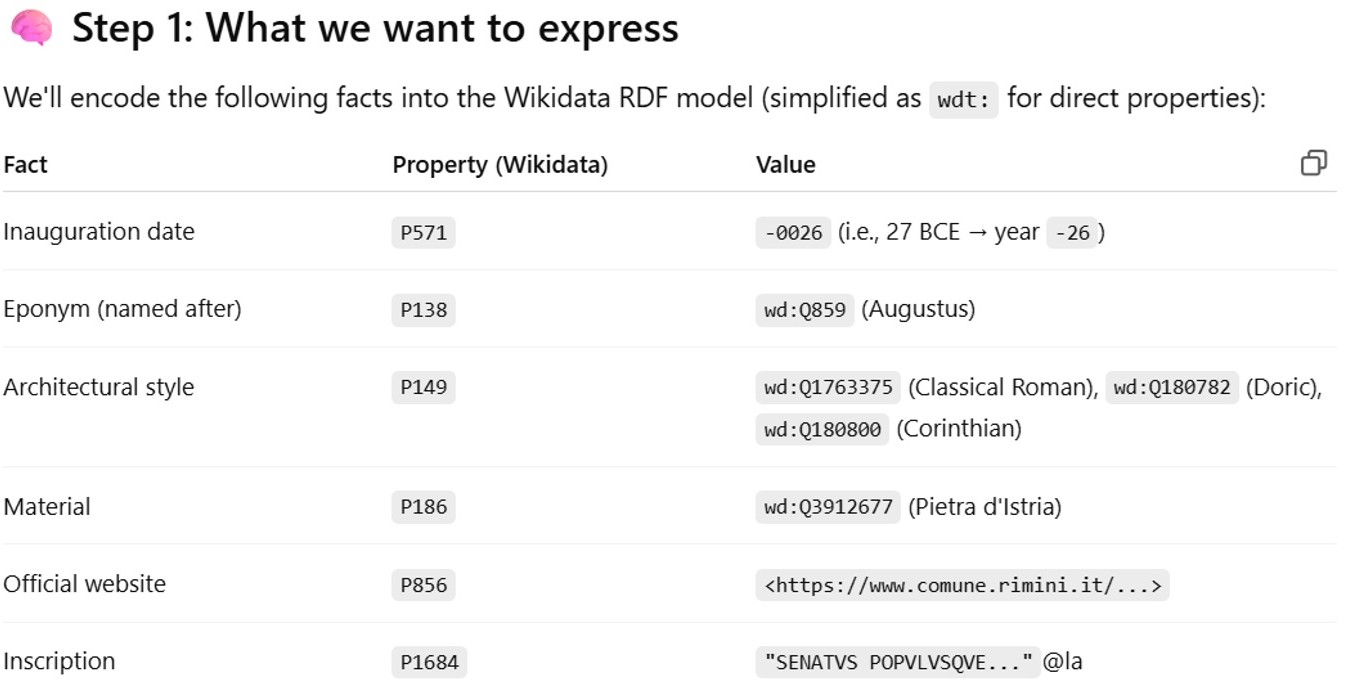 Step 1: What we want to express
We'll encode the following facts into the Wikidata RDF model (simplified as wdt: for direct properties):
Fact Property (Wikidata) Value
Inauguration date P571 -0026 (i.e., 27 BCE → year -26)
Eponym (named after) P138 wd:Q859 (Augustus)
Architectural style P149 wd:Q1763375 (Classical Roman), wd:Q180782 (Doric),
wd:Q180800 (Corinthian)
Material P186 wd:Q3912677 (Pietra d'Istria)
Official website P856 <https://www.comune.rimini.it/...>
Inscription P1684 "SENATVS POPVLVSQVE..." @la